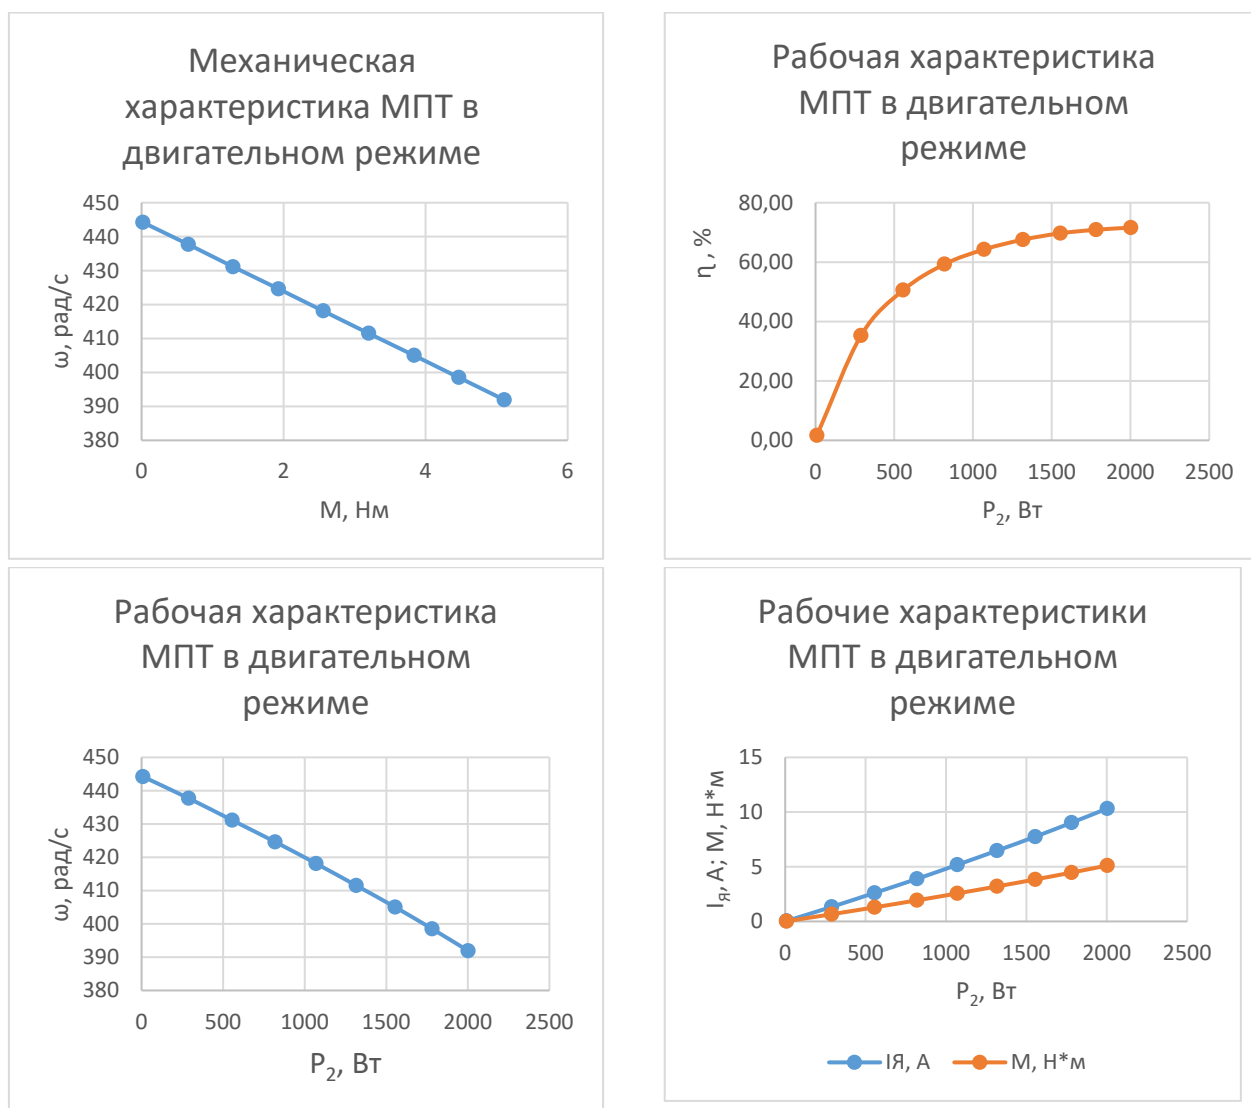 Механическая
характеристика МПТ в
двигательном режиме
450
440
430
420
410
400
390
380
ω, рад/с
0 2 4 6
М, Нм
Рабочая характеристика
МПТ в двигательном
режиме
80,00
60,00
40,00
20,00
0,00
η, %
0 500 1000 1500 2000 2500
P₂, Вт
Рабочая характеристика
МПТ в двигательном
режиме
450
440
430
420
410
400
390
380
ω, рад/с
0 500 1000 1500 2000 2500
P₂, Вт
Рабочие характеристики
МПТ в двигательном
режиме
15
10
5
0
Iя, А; М, Н*м
0 500 1000 1500 2000 2500
P₂, Вт
IЯ, А М, Н*м